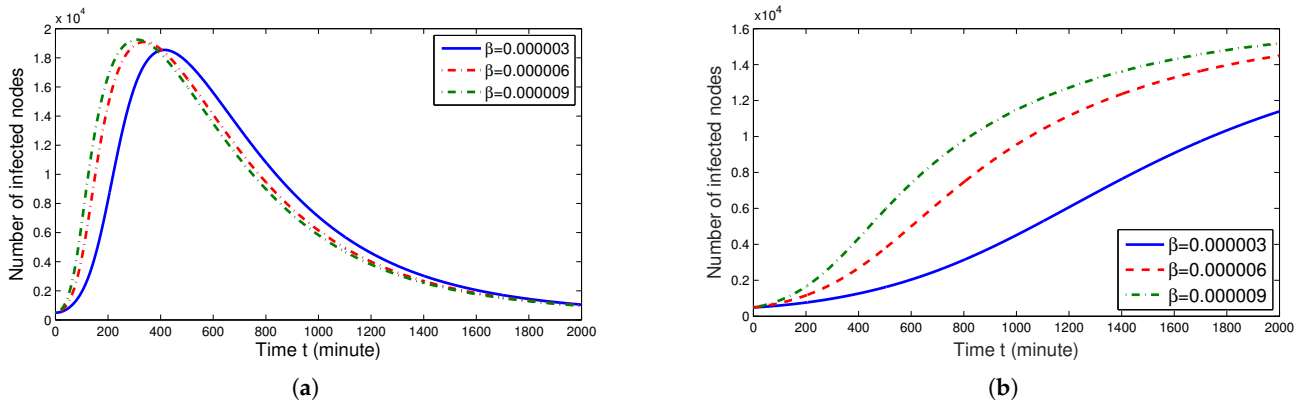 x 10⁴
2
1.8
1.6
1.4
1.2
1
0.8
0.6
0.4
0.2
0
0 200 400 600 800 1000 1200 1400 1600 1800 2000
Number of infected nodes
Time t (minute)
β=0.000003
β=0.000006
β=0.000009
(a)
x10⁴
1.6
1.4
1.2
1
0.8
0.6
0.4
0.2
0
0 200 400 600 800 1000 1200 1400 1600 1800 2000
Number of infected nodes
Time t (minute)
β=0.000003
β=0.000006
β=0.000009
(b)